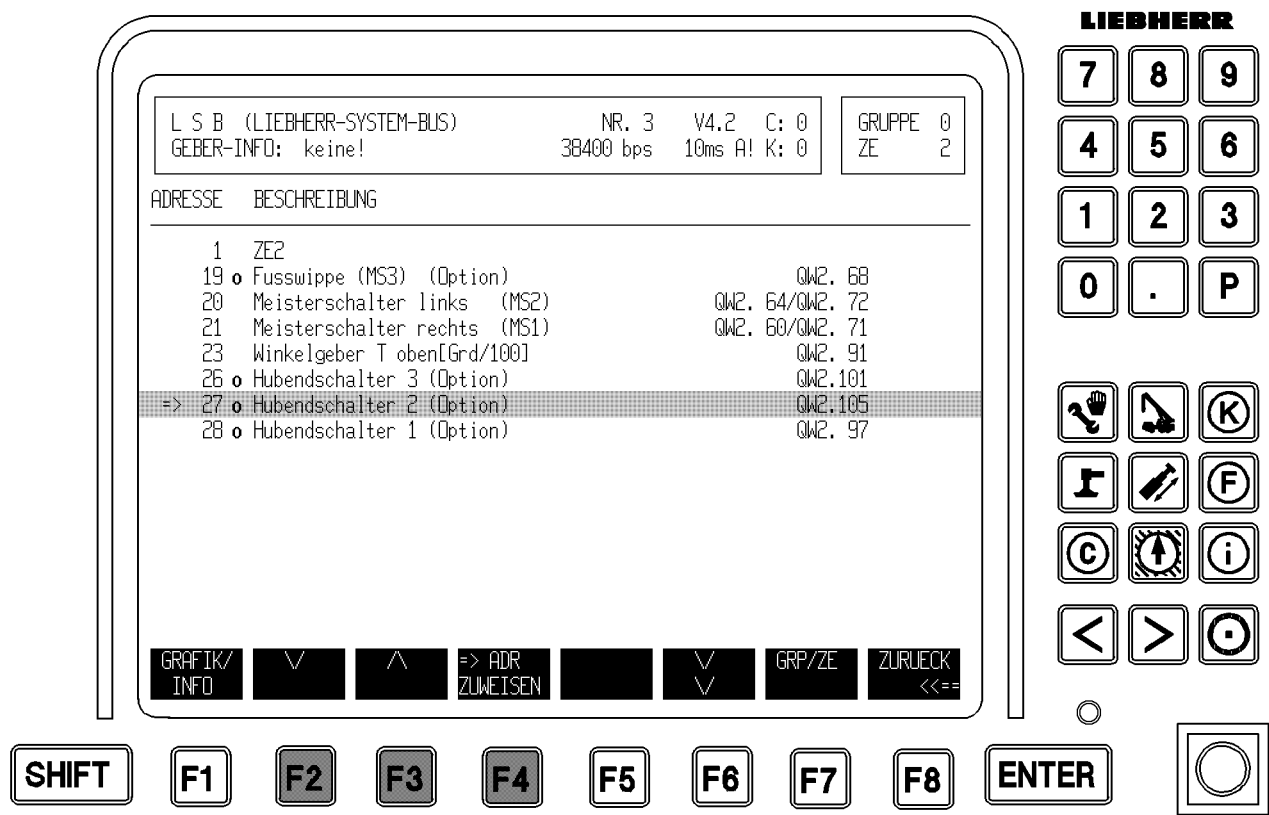 LIEBHERR
L S B (LIEBHERR-SYSTEM-BUS) NR. 3 V4.2 C: 0 GRUPPE 0
GEBER-INFO: keine! 38400 bps 10ms A! K: 0 ZE 2
ADRESSE BESCHREIBUNG
1 ZE2
19 o Fusswippe (MS3) (Option) QW2. 68
20 Meisterschalter links (MS2) QW2. 64/QW2. 72
21 Meisterschalter rechts (MS1) QW2. 60/QW2. 71
23 Winkelgeber T oben[Grd/100] QW2. 91
26 o Hubendschalter 3 (Option) QW2.101
=> 27 o Hubendschalter 2 (Option) QW2.105
28 o Hubendschalter 1 (Option) QW2. 97
GRAFIK/ \/ /\ => ADR \/ GRP/ZE ZURUECK
INFO ZUWEISEN \/ <<==
SHIFT F1 F2 F3 F4 F5 F6 F7 F8 ENTER
7 8 9
4 5 6
1 2 3
0 . P
K
F
C i
< >